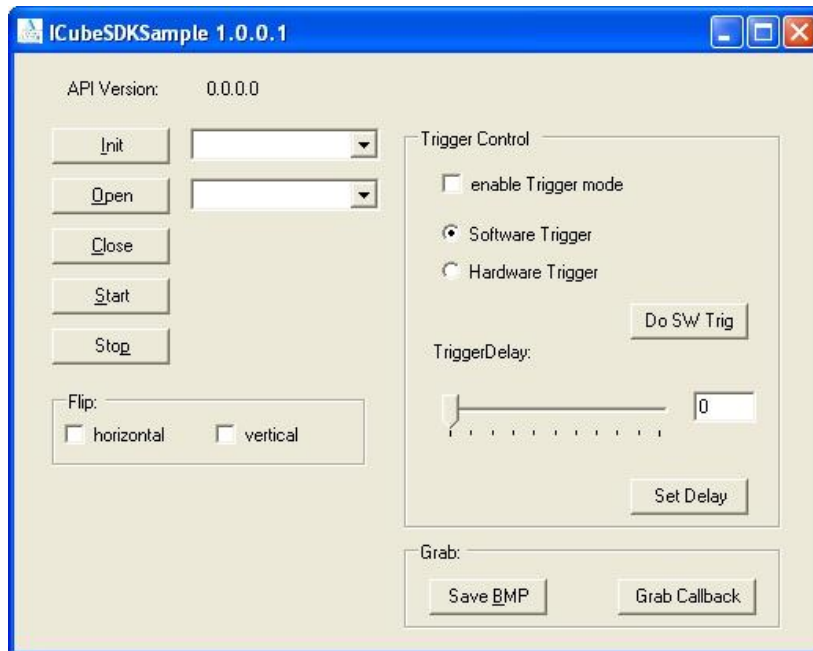 ICubeSDKSample 1.0.0.1
API Version: 0.0.0.0
Init
Open
Close
Start
Stop
Flip:
horizontal vertical
Trigger Control
enable Trigger mode
Software Trigger
Hardware Trigger
Do SW Trig
TriggerDelay:
0
Set Delay
Grab:
Save BMP Grab Callback